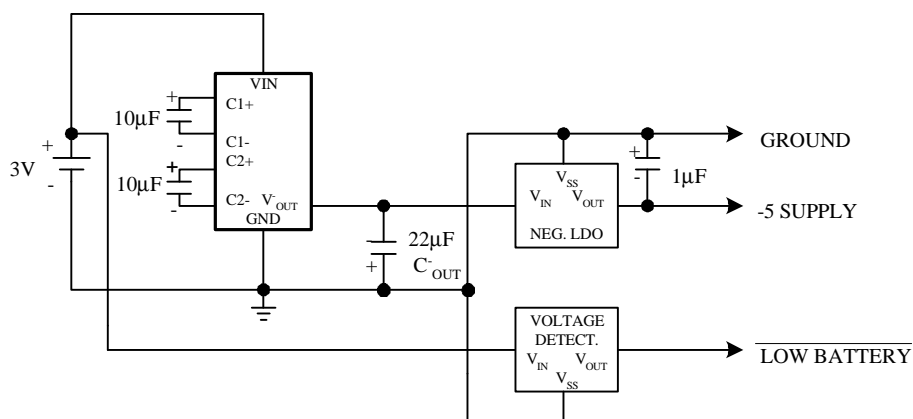 VIN
+
C1+
10µF
C1-
-
+
C2+
10µF
C2-
-
V-OUT
GND
+
3V
-
-
22µF
+
C-OUT
GROUND
+
1µF
-
VSS
VIN
VOUT
NEG. LDO
-5 SUPPLY
VOLTAGE
DETECT.
VIN
VOUT
VSS
LOW BATTERY